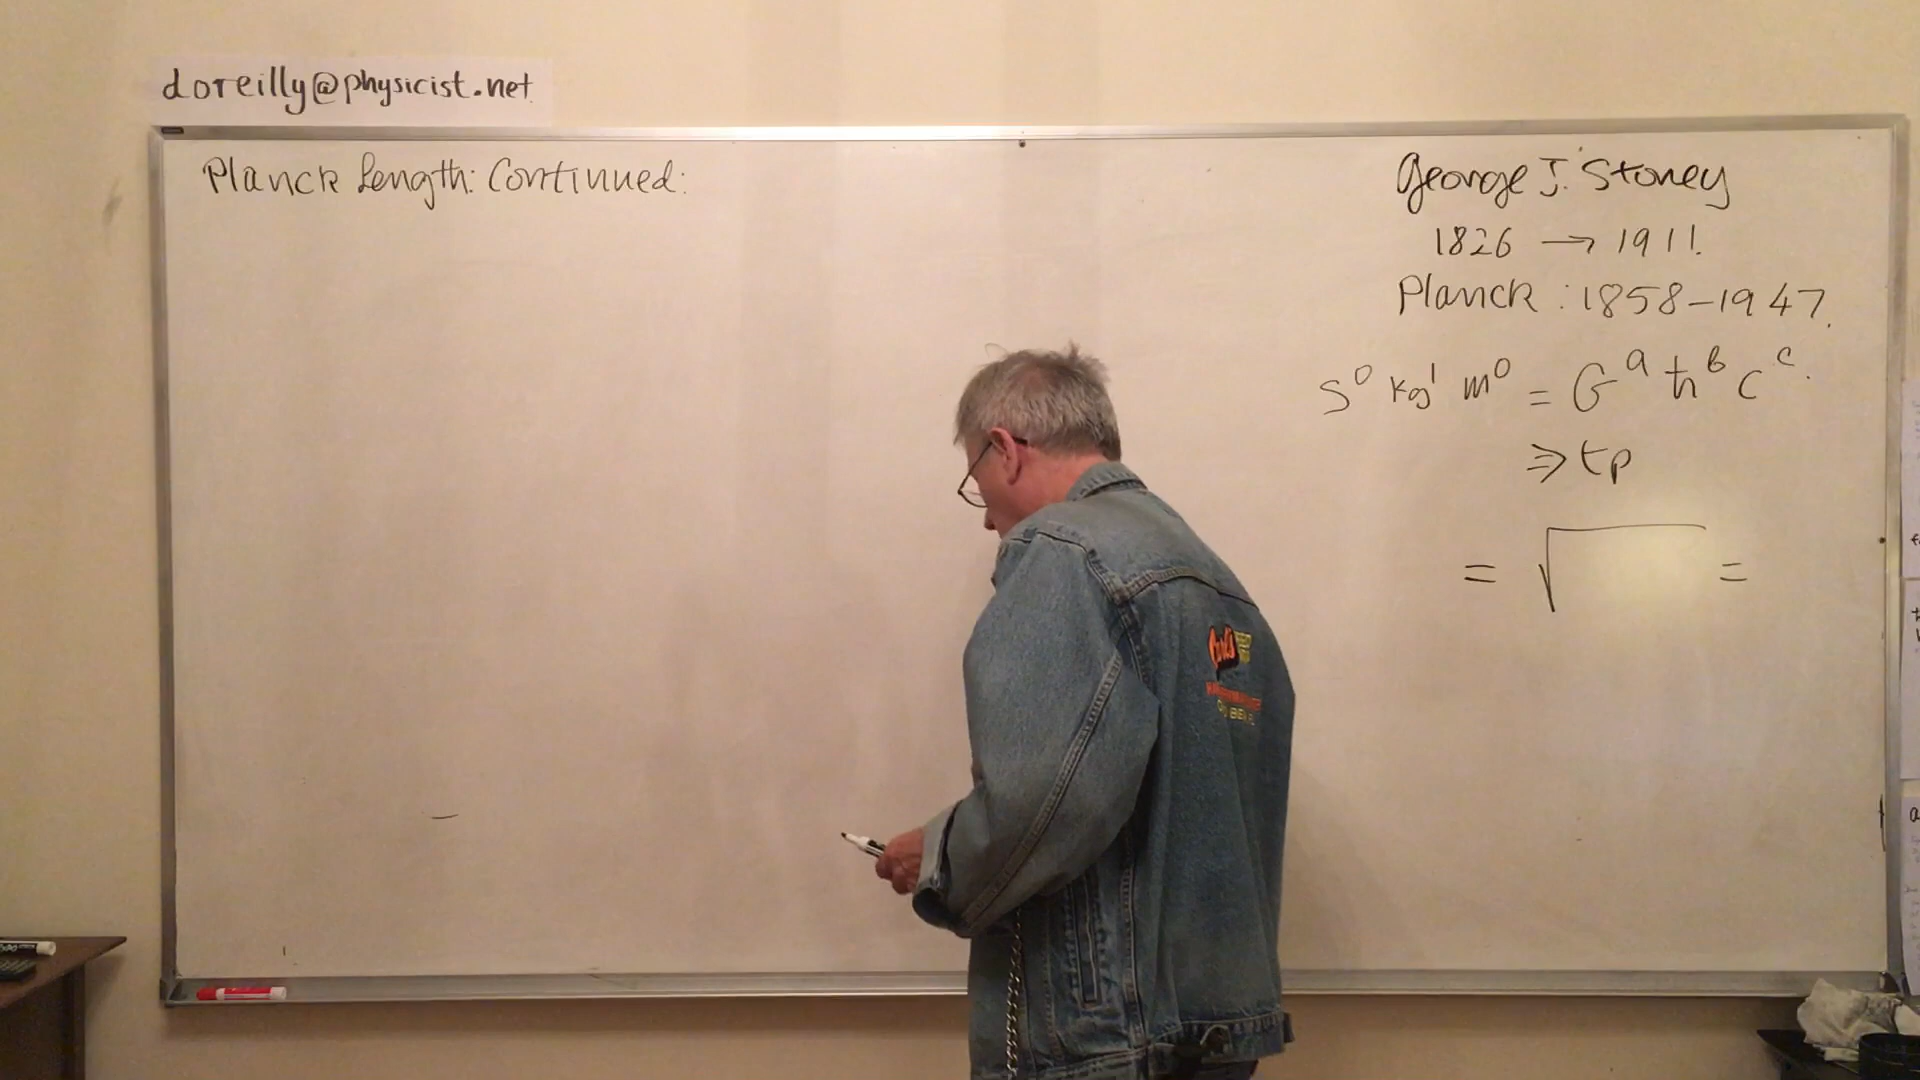 doreilly@physicist.net
Planck Length: Continued:
George J. Stoney
1826 → 1911.
Planck : 1858-1947.
S⁰ kg¹ m⁰ = Gᵃ ħᵇ cᶜ.
⇒ tp
= √ =